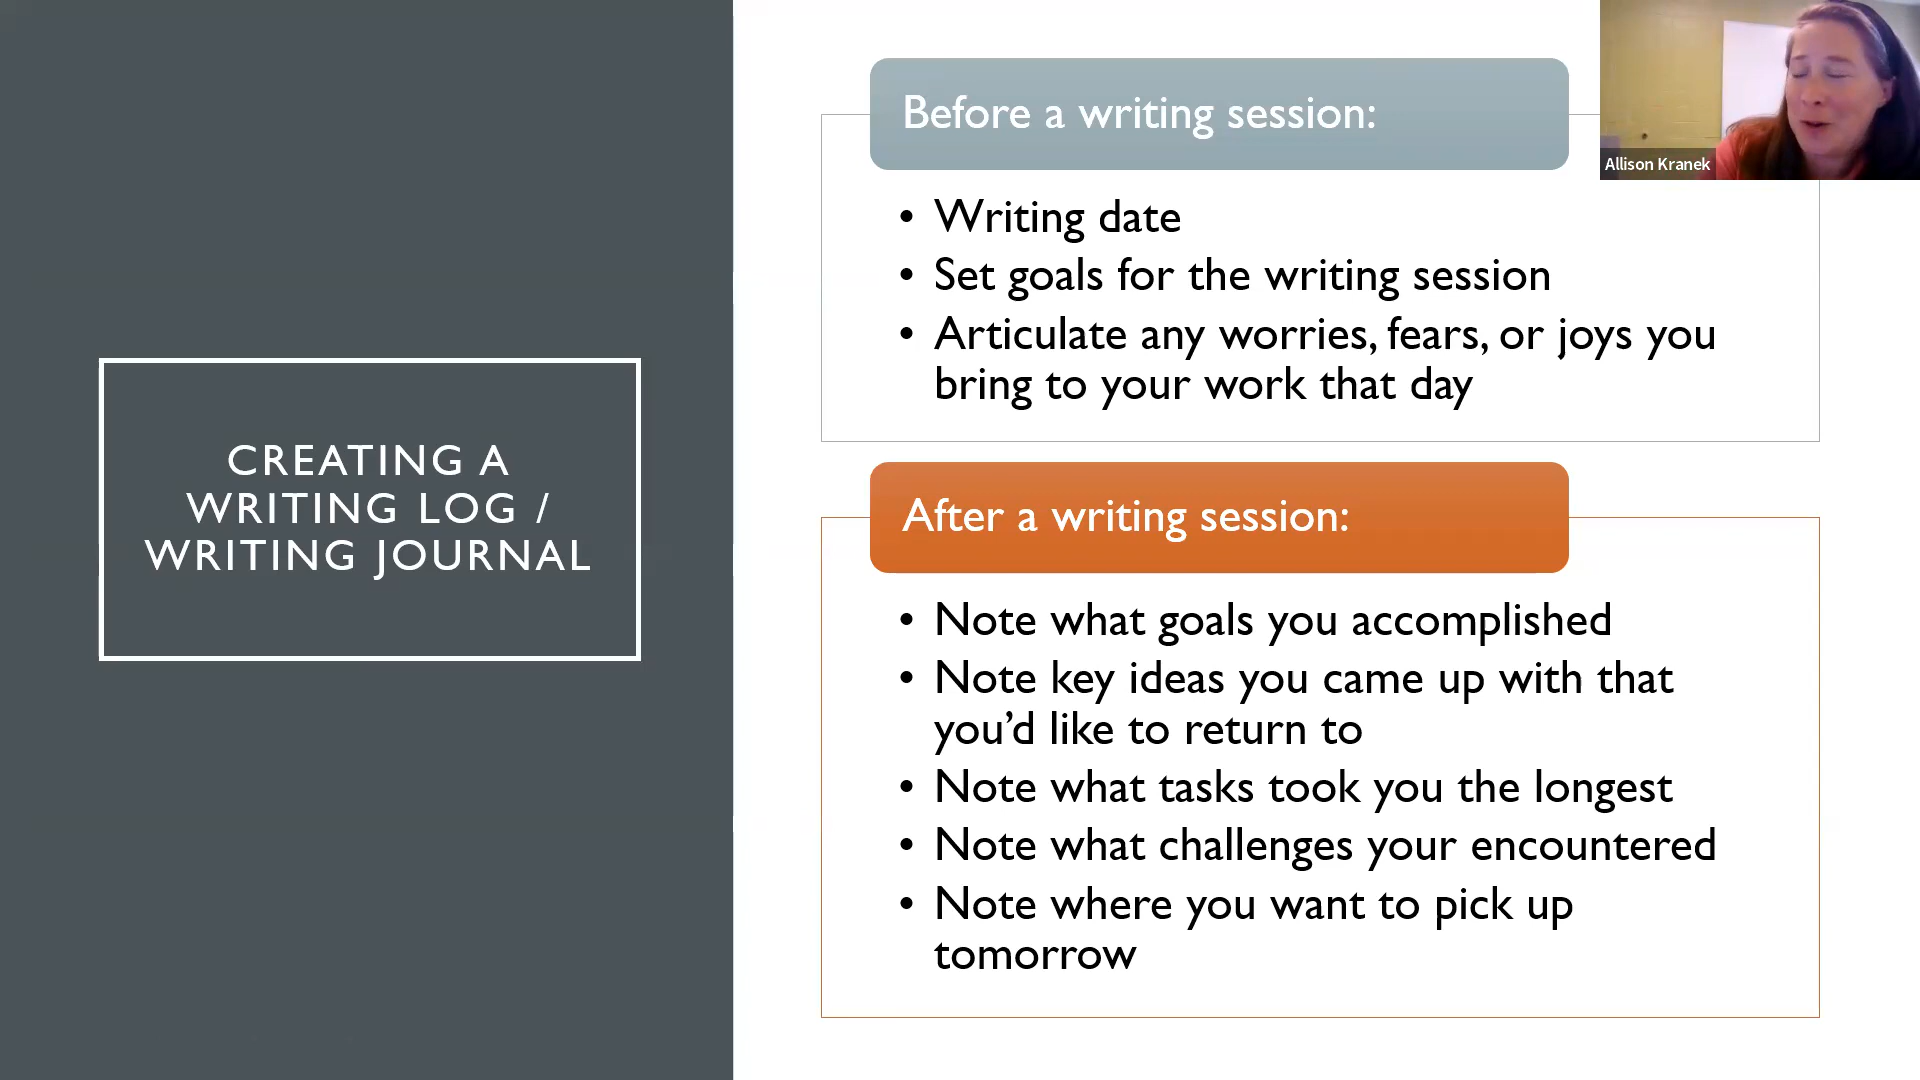 CREATING A
WRITING LOG /
WRITING JOURNAL
Before a writing session:
• Writing date
• Set goals for the writing session
• Articulate any worries, fears, or joys you
bring to your work that day
After a writing session:
• Note what goals you accomplished
• Note key ideas you came up with that
you’d like to return to
• Note what tasks took you the longest
• Note what challenges your encountered
• Note where you want to pick up
tomorrow
Allison Kranek